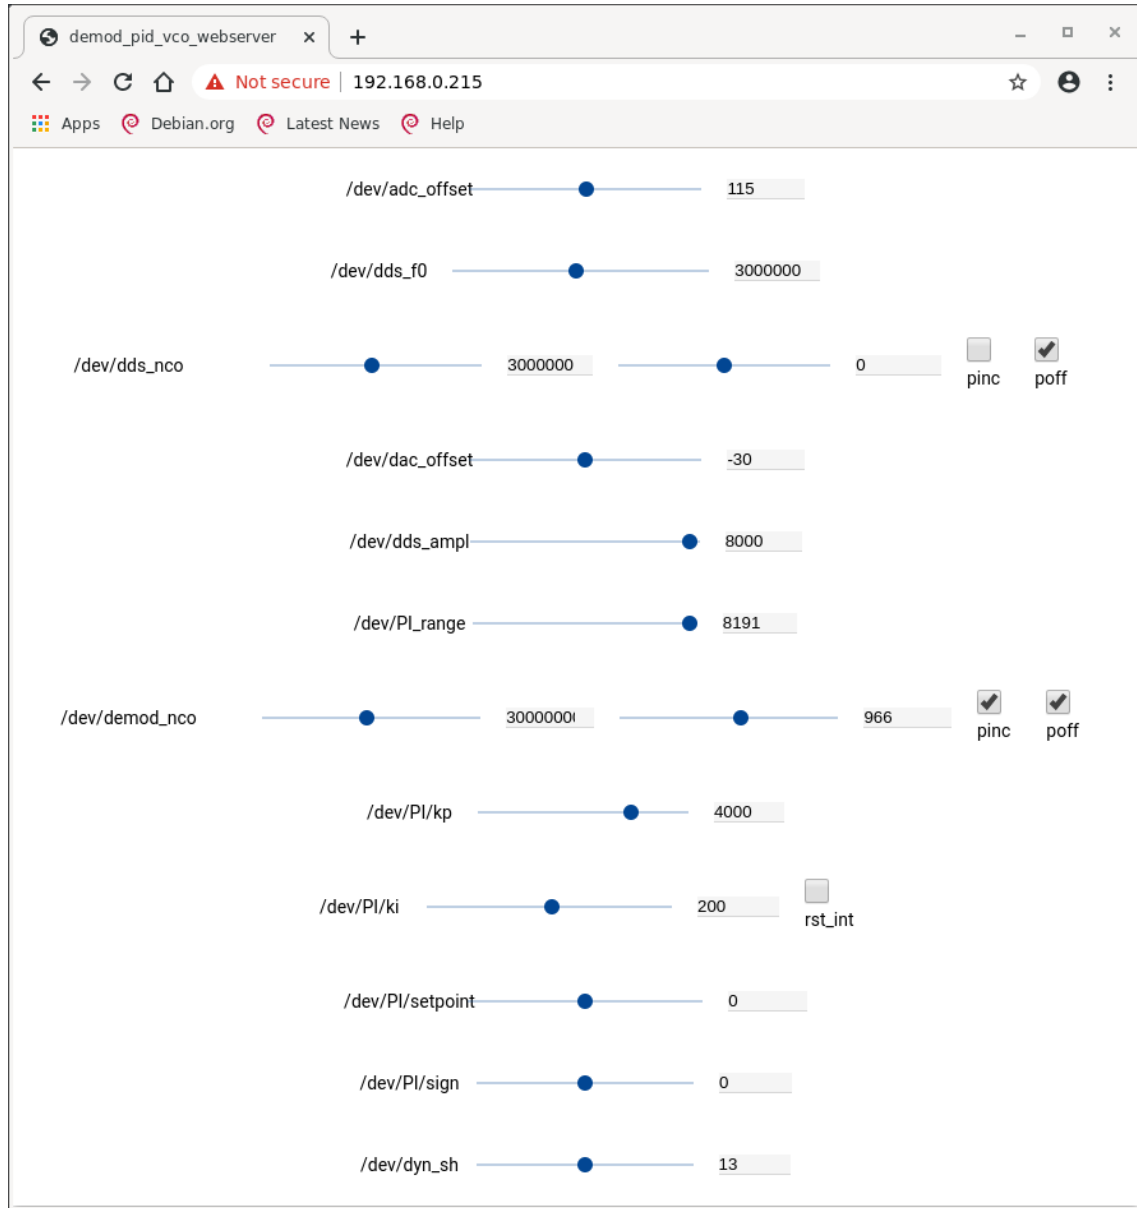 demod_pid_vco_webserver
Not secure 192.168.0.215
Apps Debian.org Latest News Help
/dev/adc_offset 115
/dev/dds_f0 3000000
/dev/dds_nco 3000000 0 pinc poff
/dev/dac_offset -30
/dev/dds_ampl 8000
/dev/PI_range 8191
/dev/demod_nco 3000000 966 pinc poff
/dev/PI/kp 4000
/dev/PI/ki 200 rst_int
/dev/PI/setpoint 0
/dev/PI/sign 0
/dev/dyn_sh 13